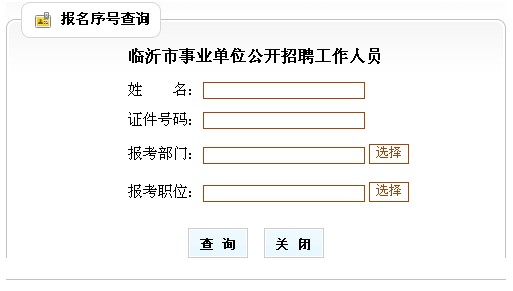 报名序号查询
临沂市事业单位公开招聘工作人员
姓　　名：
证件号码：
报考部门： 选择
报考职位： 选择
查 询 关 闭